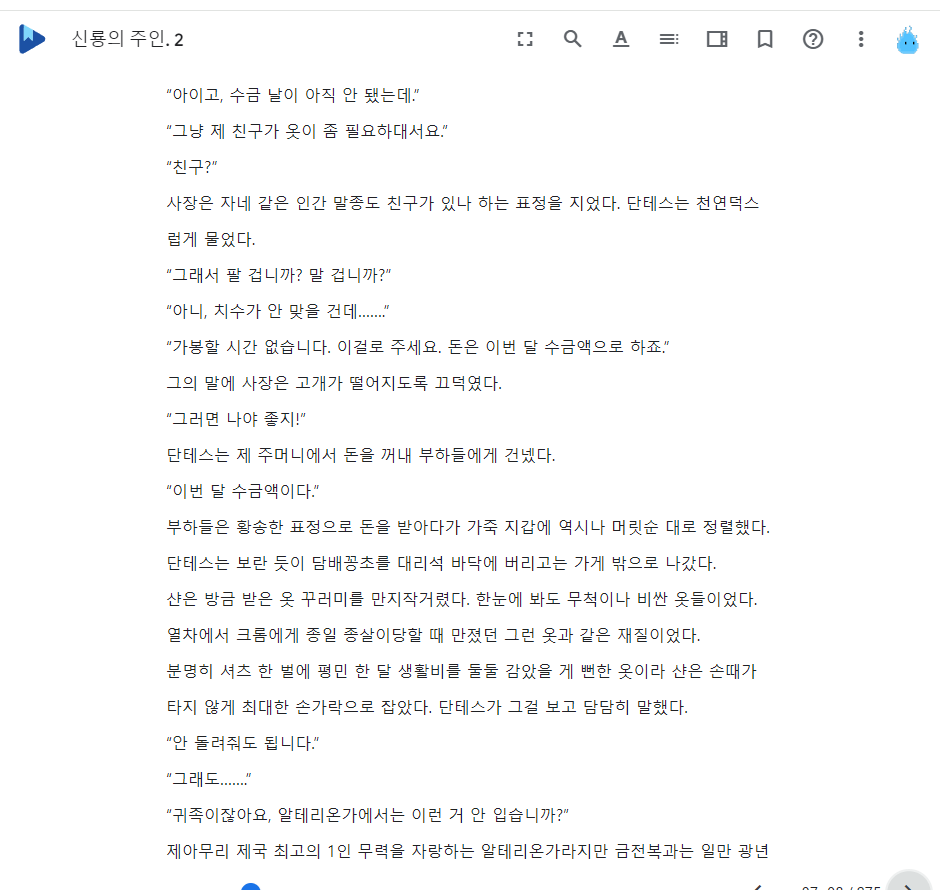 신룡의 주인. 2
“아이고, 수금 날이 아직 안 됐는데.”
“그냥 제 친구가 옷이 좀 필요하대서요.”
“친구?”
사장은 자네 같은 인간 말종도 친구가 있나 하는 표정을 지었다. 단테스는 천연덕스
럽게 물었다.
“그래서 팔 겁니까? 말 겁니까?”
“아니, 치수가 안 맞을 건데…….”
“가봉할 시간 없습니다. 이걸로 주세요. 돈은 이번 달 수금액으로 하죠.”
그의 말에 사장은 고개가 떨어지도록 끄덕였다.
“그러면 나야 좋지!”
단테스는 제 주머니에서 돈을 꺼내 부하들에게 건넸다.
“이번 달 수금액이다.”
부하들은 황송한 표정으로 돈을 받아다가 가죽 지갑에 역시나 머릿순 대로 정렬했다.
단테스는 보란 듯이 담배꽁초를 대리석 바닥에 버리고는 가게 밖으로 나갔다.
샨은 방금 받은 옷 꾸러미를 만지작거렸다. 한눈에 봐도 무척이나 비싼 옷들이었다.
열차에서 크롬에게 종일 종살이당할 때 만졌던 그런 옷과 같은 재질이었다.
분명히 셔츠 한 벌에 평민 한 달 생활비를 둘둘 감았을 게 뻔한 옷이라 샨은 손때가
타지 않게 최대한 손가락으로 잡았다. 단테스가 그걸 보고 담담히 말했다.
“안 돌려줘도 됩니다.”
“그래도…….”
“귀족이잖아요, 알테리온가에서는 이런 거 안 입습니까?”
제아무리 제국 최고의 1인 무력을 자랑하는 알테리온가라지만 금전복과는 일만 광년